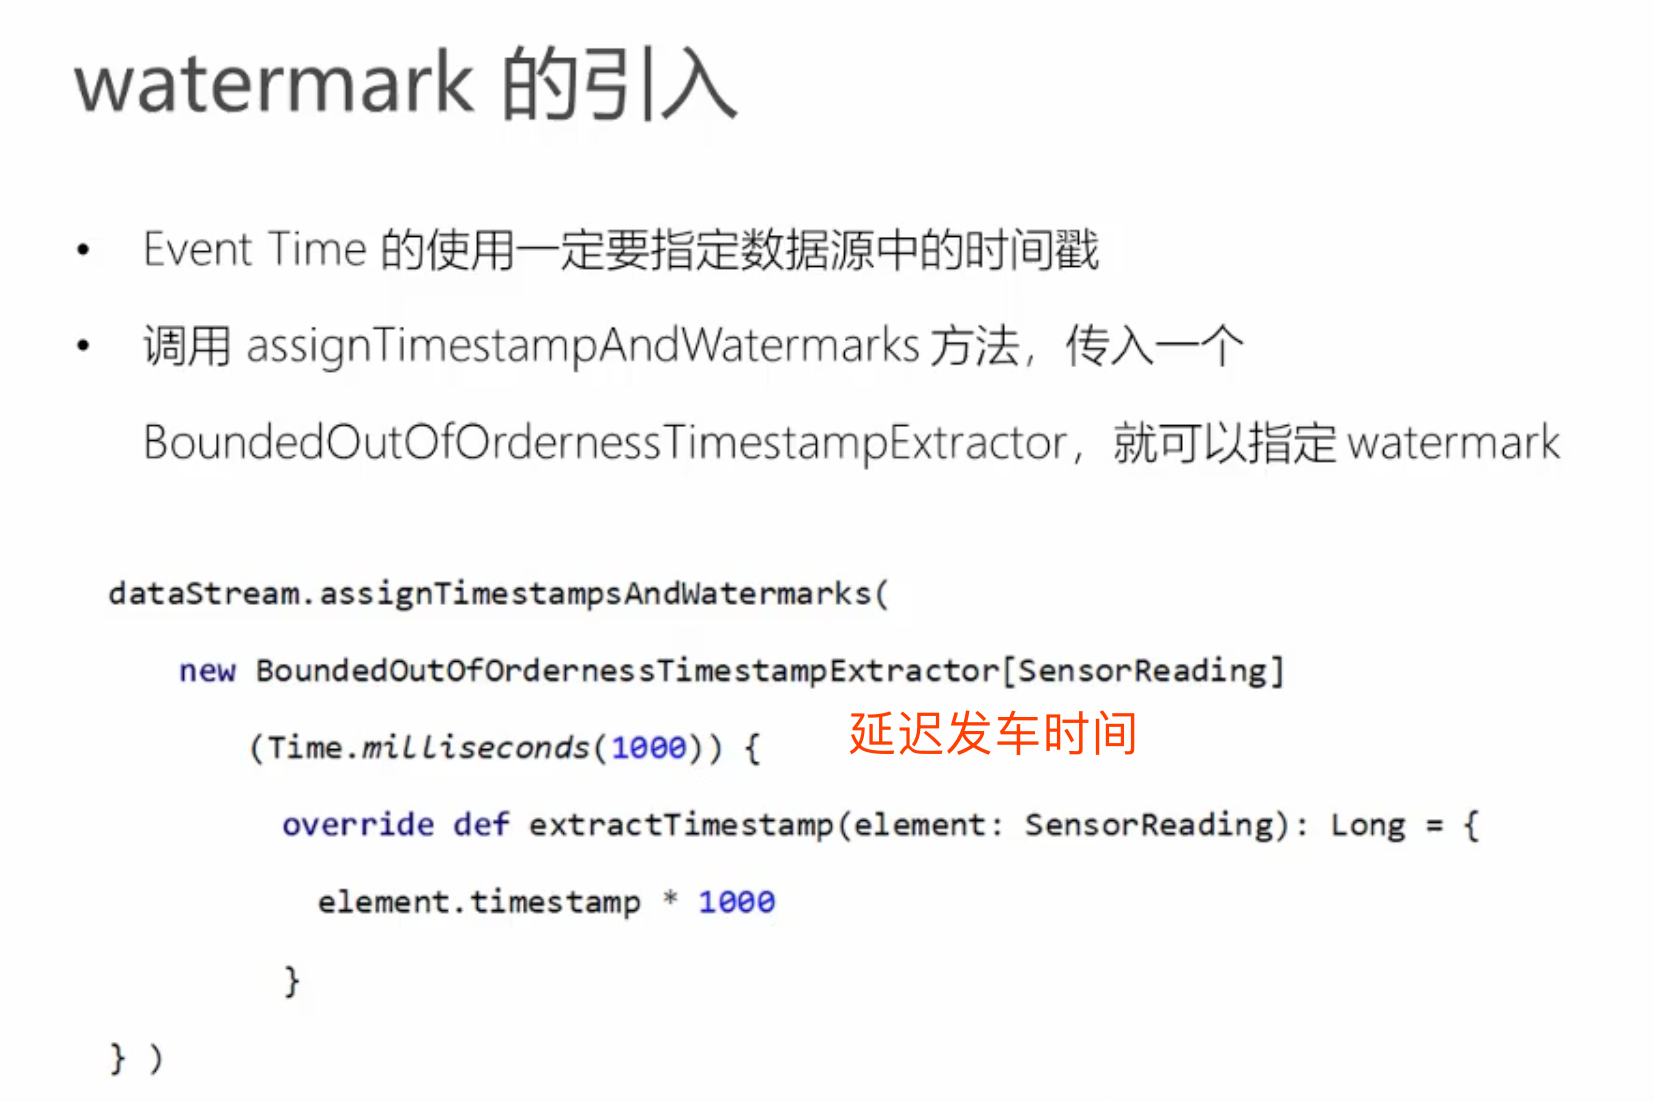 watermark 的引入
• Event Time 的使用一定要指定数据源中的时间戳
• 调用 assignTimestampAndWatermarks 方法，传入一个
BoundedOutOfOrdernessTimestampExtractor，就可以指定 watermark
dataStream.assignTimestampsAndWatermarks(
new BoundedOutOfOrdernessTimestampExtractor[SensorReading]
(Time.milliseconds(1000)) {
延迟发车时间
override def extractTimestamp(element: SensorReading): Long = {
element.timestamp * 1000
}
} )